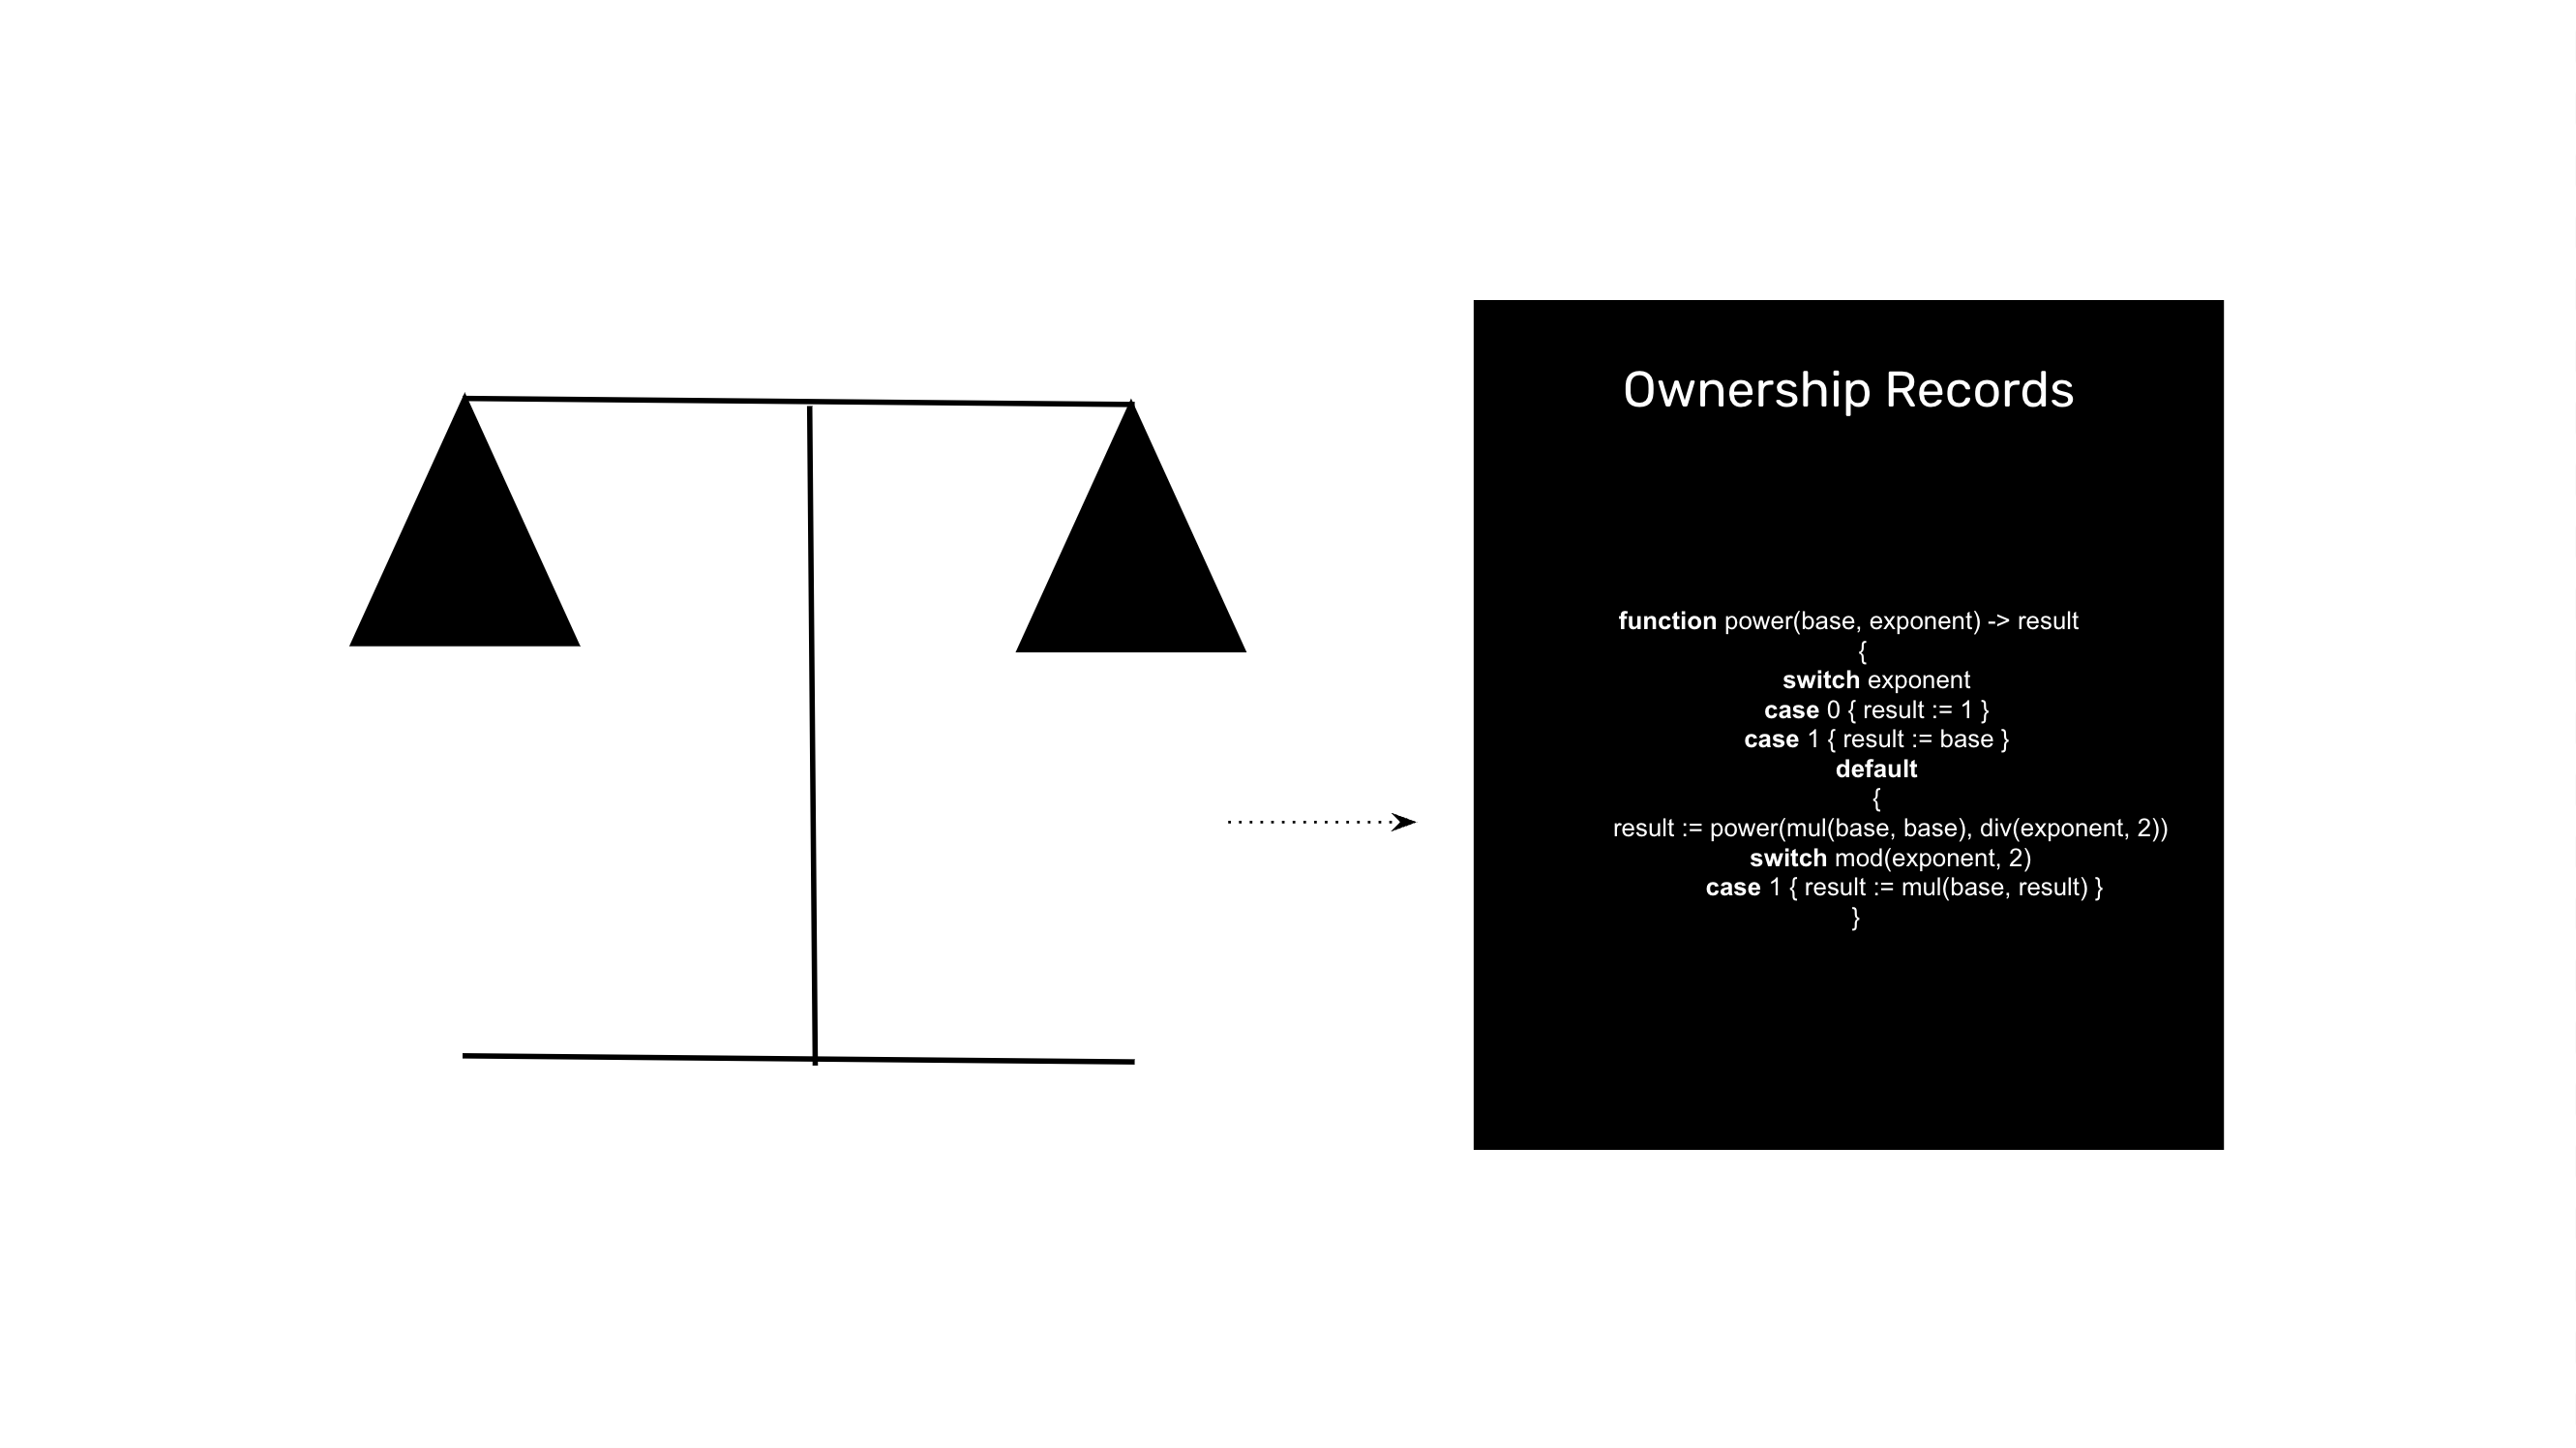 Ownership Records
function power(base, exponent) -> result
{
switch exponent
case 0 { result := 1 }
case 1 { result := base }
default
{
result := power(mul(base, base), div(exponent, 2))
switch mod(exponent, 2)
case 1 { result := mul(base, result) }
}